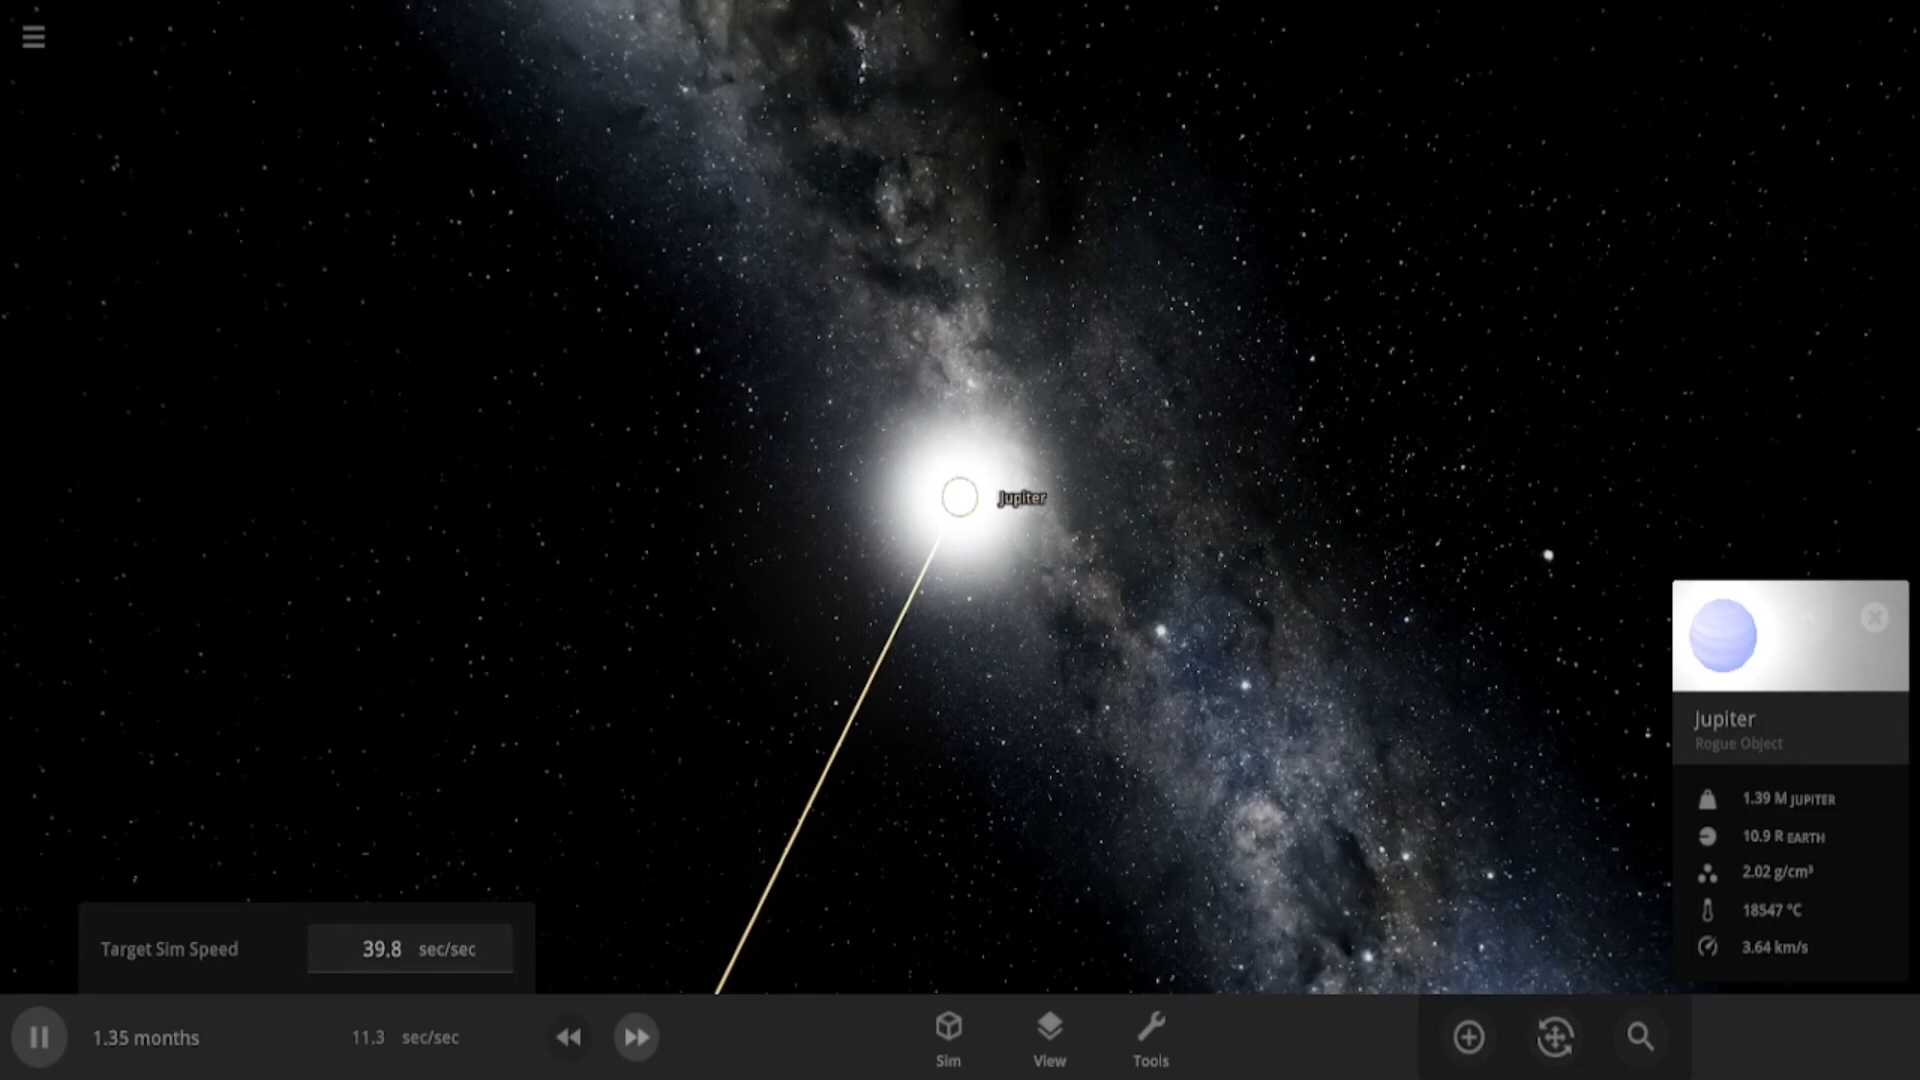 Jupiter
Jupiter
Rogue Object
1.39 M JUPITER
10.9 R EARTH
2.02 g/cm³
18547 °C
3.64 km/s
Target Sim Speed 39.8 sec/sec
1.35 months 11.3 sec/sec
Sim View Tools